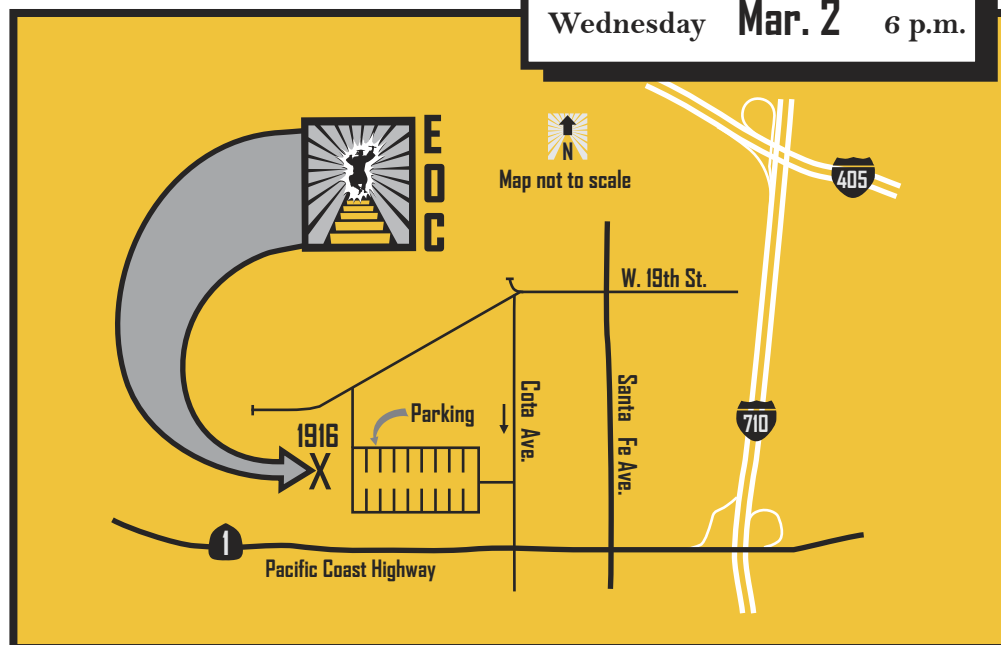 Wednesday Mar. 2 6 p.m.
E
O
C
N
Map not to scale
405
W. 19th St.
Cota Ave.
Santa Fe Ave.
Parking
710
1916
X
1
Pacific Coast Highway